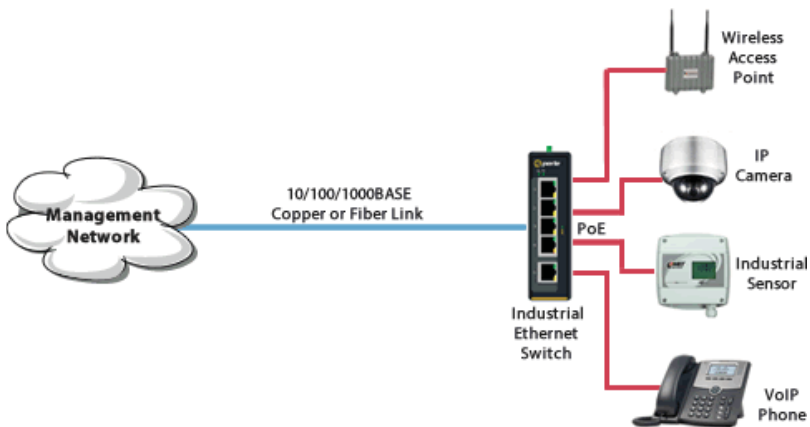 Wireless
Access
Point
IP
Camera
10/100/1000BASE
Copper or Fiber Link
Management
Network
perle
PoE
Industrial
Sensor
Industrial
Ethernet
Switch
VoIP
Phone